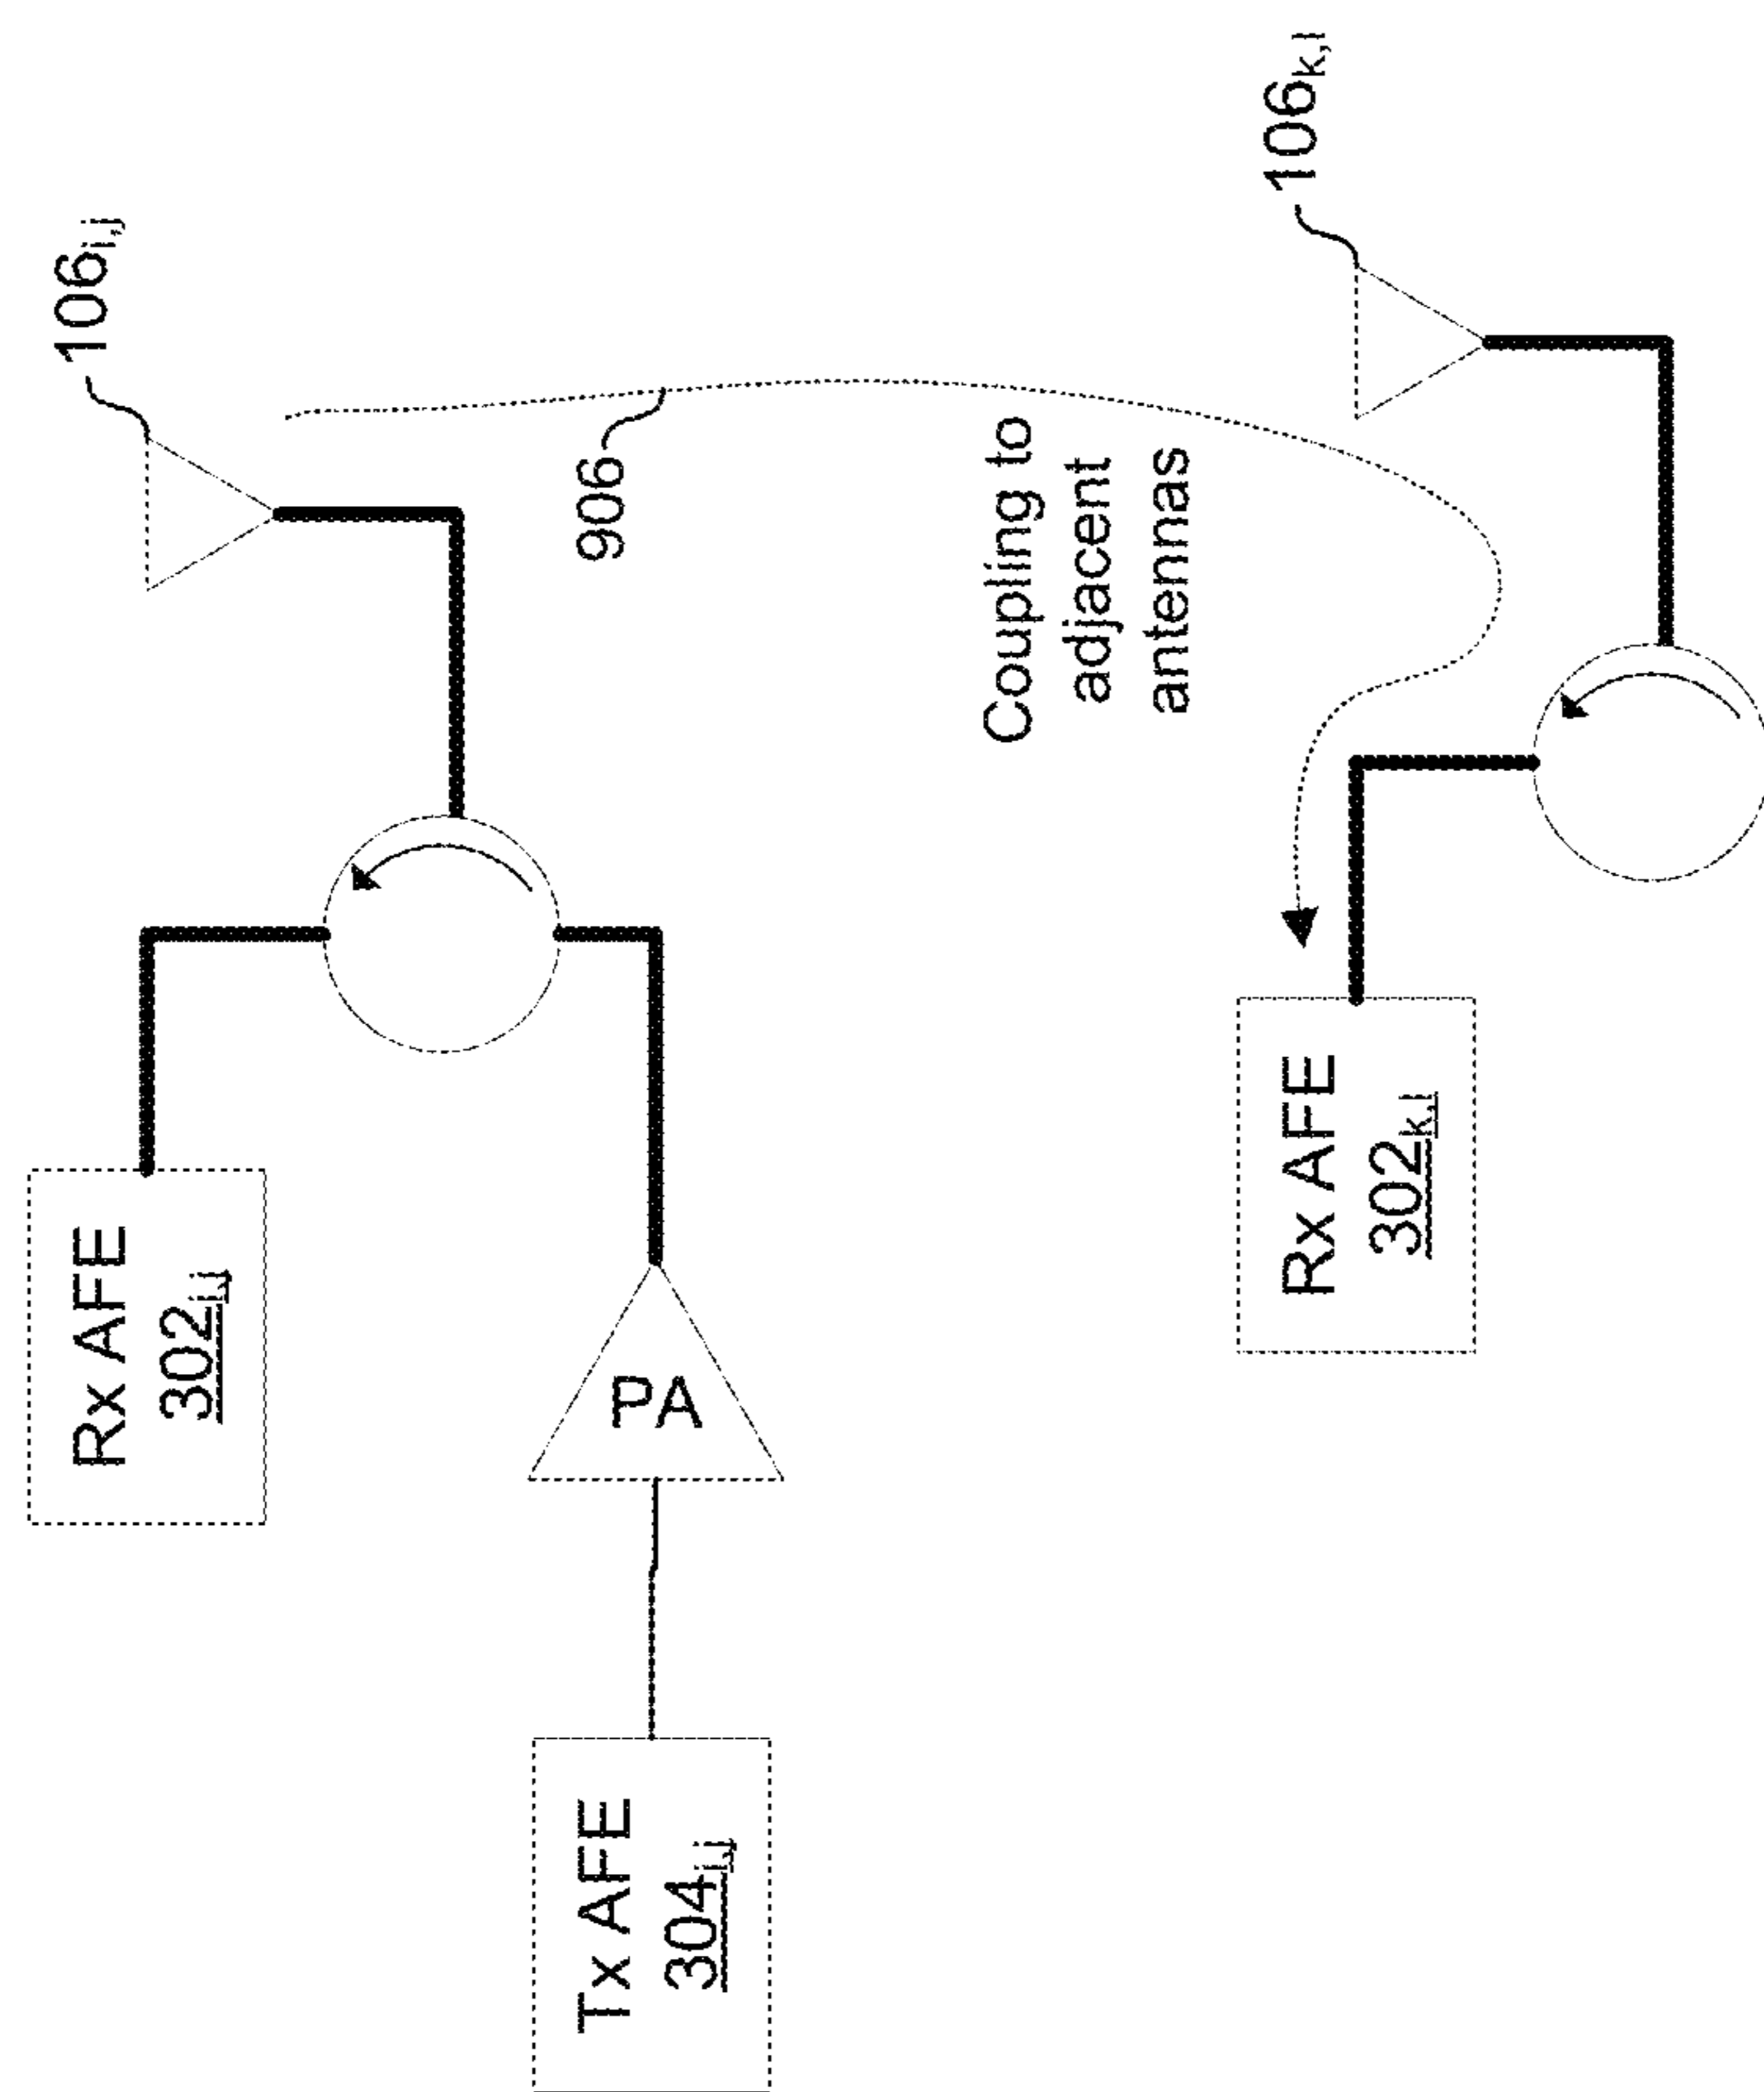 106i,j
Rx AFE
302i,j
906
PA
Tx AFE
304i,j
Coupling to
adjacent
antennas
106k,l
Rx AFE
302k,l